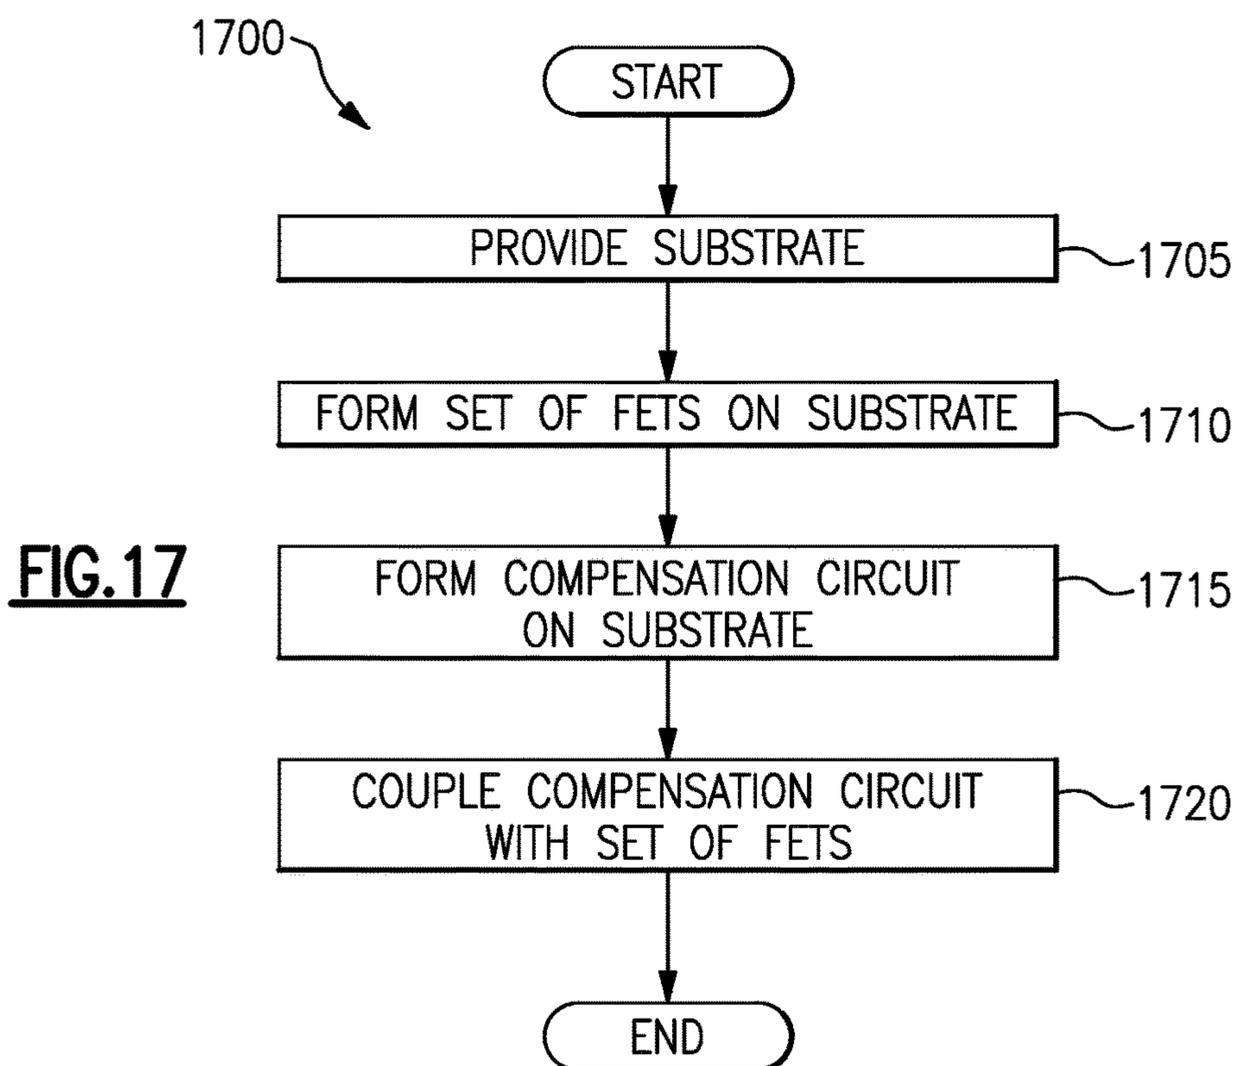 1700
START
PROVIDE SUBSTRATE
1705
FORM SET OF FETS ON SUBSTRATE
1710
FIG.17
FORM COMPENSATION CIRCUIT
ON SUBSTRATE
1715
COUPLE COMPENSATION CIRCUIT
WITH SET OF FETS
1720
END